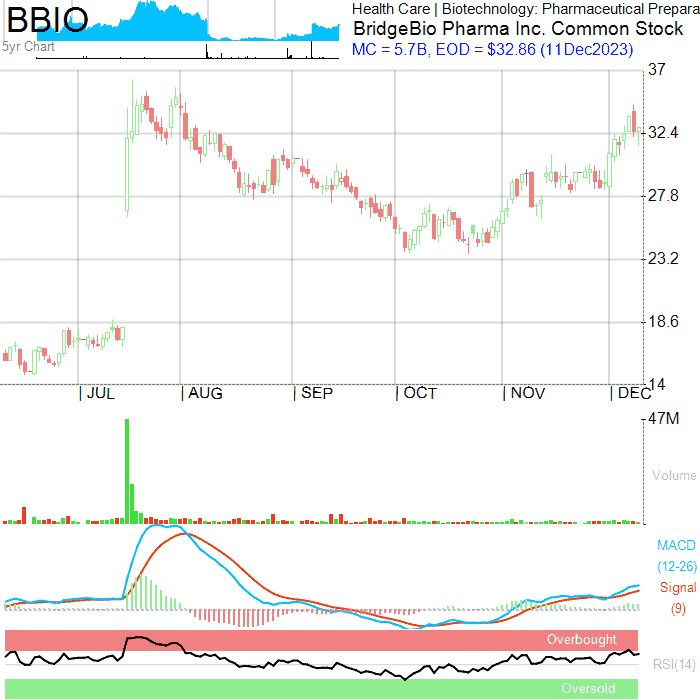 BBIO
5yr Chart
Health Care | Biotechnology: Pharmaceutical Prepara
BridgeBio Pharma Inc. Common Stock
MC = 5.7B, EOD = $32.86 (11Dec2023)
37
32.4
27.8
23.2
18.6
14
| JUL
| AUG
| SEP
| OCT
| NOV
| DEC
47M
Volume
MACD
(12-26)
Signal
(9)
Overbought
RSI(14)
Oversold